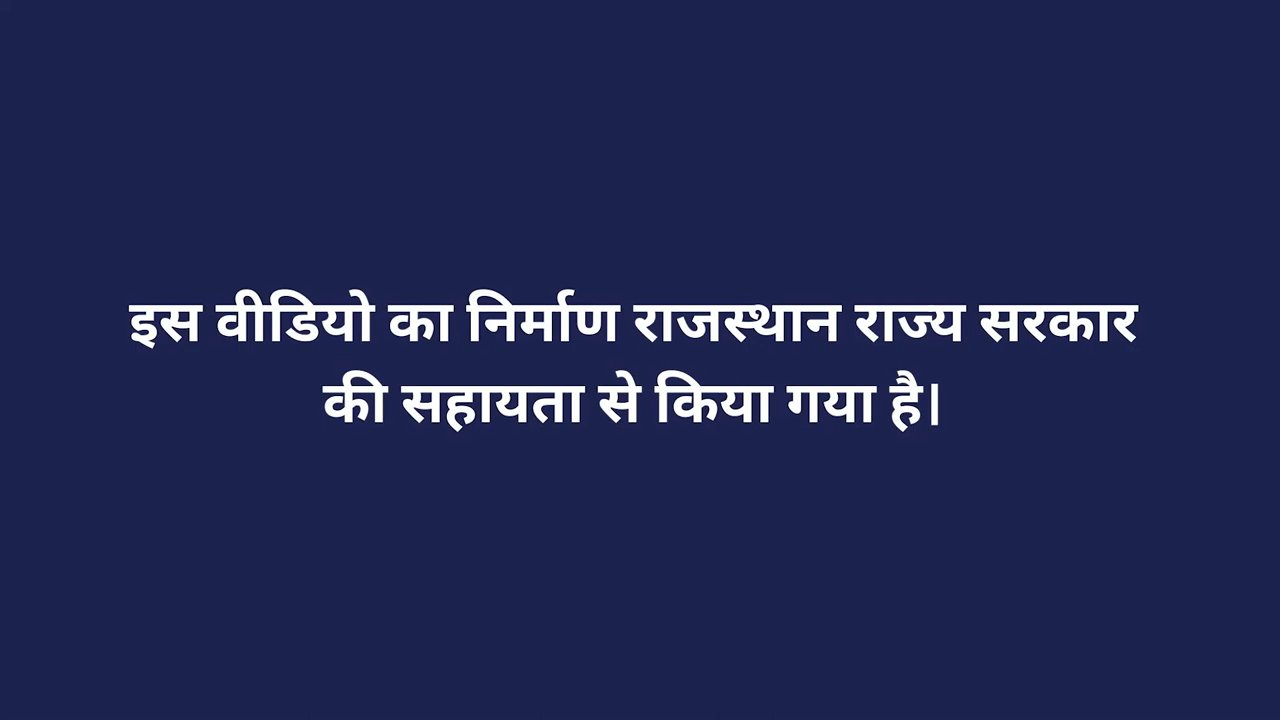 इस वीडियो का निर्माण राजस्थान राज्य सरकार
की सहायता से किया गया है।